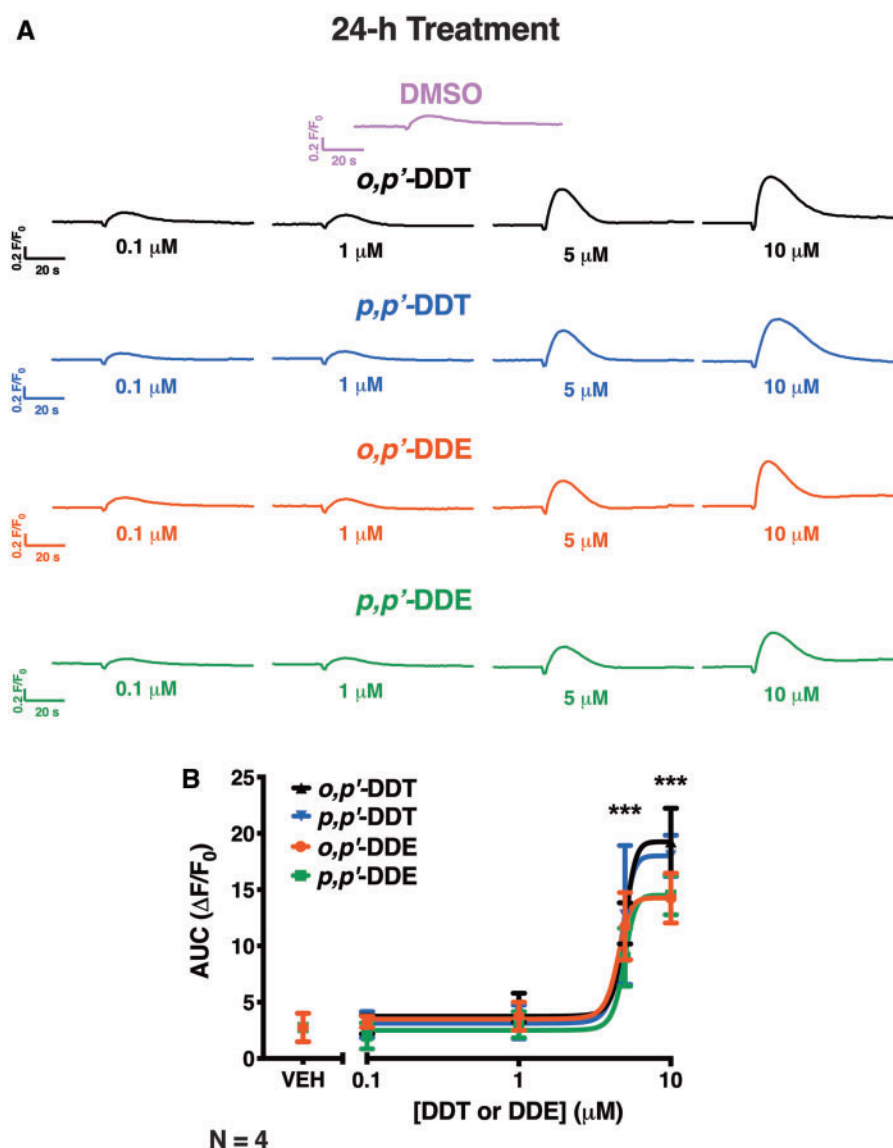 A
24-h Treatment
DMSO
0.2 F/F0
20 s
o,p'-DDT
0.2 F/F0
20 s
0.1 µM
1 µM
5 µM
10 µM
p,p'-DDT
0.2 F/F0
20 s
0.1 µM
1 µM
5 µM
10 µM
o,p'-DDE
0.2 F/F0
20 s
0.1 µM
1 µM
5 µM
10 µM
p,p'-DDE
0.2 F/F0
20 s
0.1 µM
1 µM
5 µM
10 µM
B
25
20
15
10
5
0
AUC (ΔF/F0)
o,p'-DDT
p,p'-DDT
o,p'-DDE
p,p'-DDE
***
***
VEH
0.1
1
10
[DDT or DDE] (µM)
N = 4